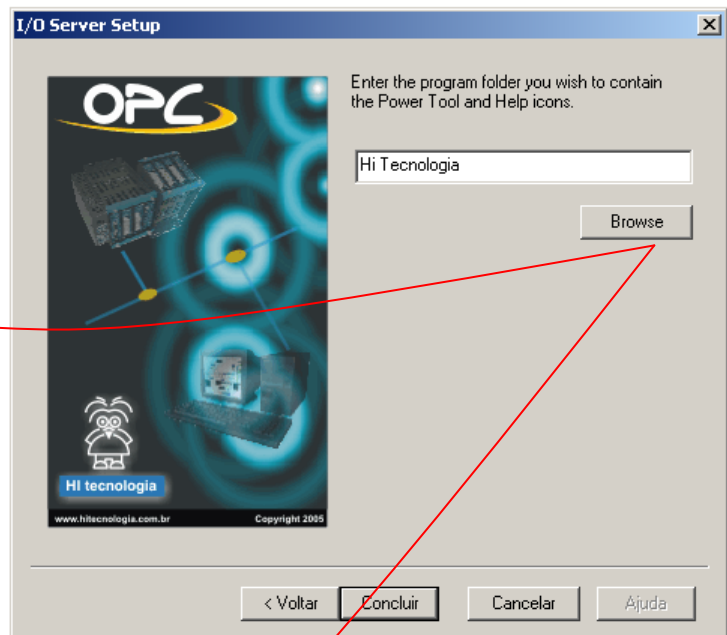 I/O Server Setup
OPC
Enter the program folder you wish to contain
the Power Tool and Help icons.
Hi Tecnologia
Browse
HI tecnologia
www.hitecnologia.com.br
Copyright 2005
< Voltar
Concluir
Cancelar
Ajuda